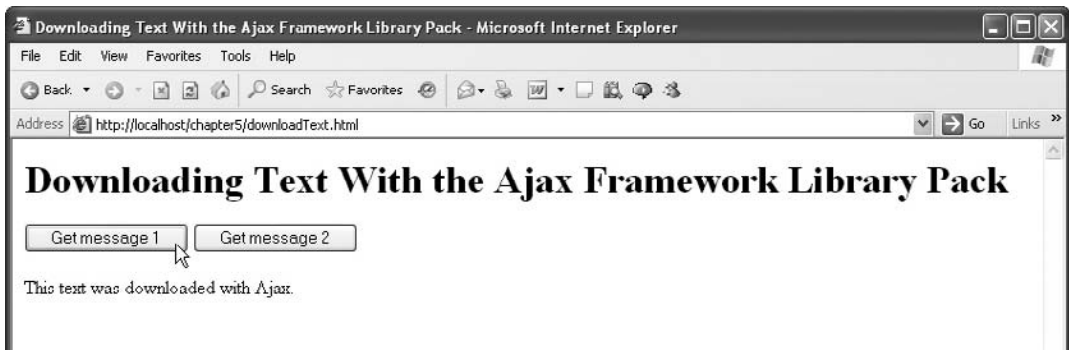 Downloading Text With the Ajax Framework Library Pack - Microsoft Internet Explorer
File Edit View Favorites Tools Help
Back Search Favorites W
Address http://localhost/chapter5/downloadText.html Go Links »
Downloading Text With the Ajax Framework Library Pack
Get message 1 Get message 2
This text was downloaded with Ajax.